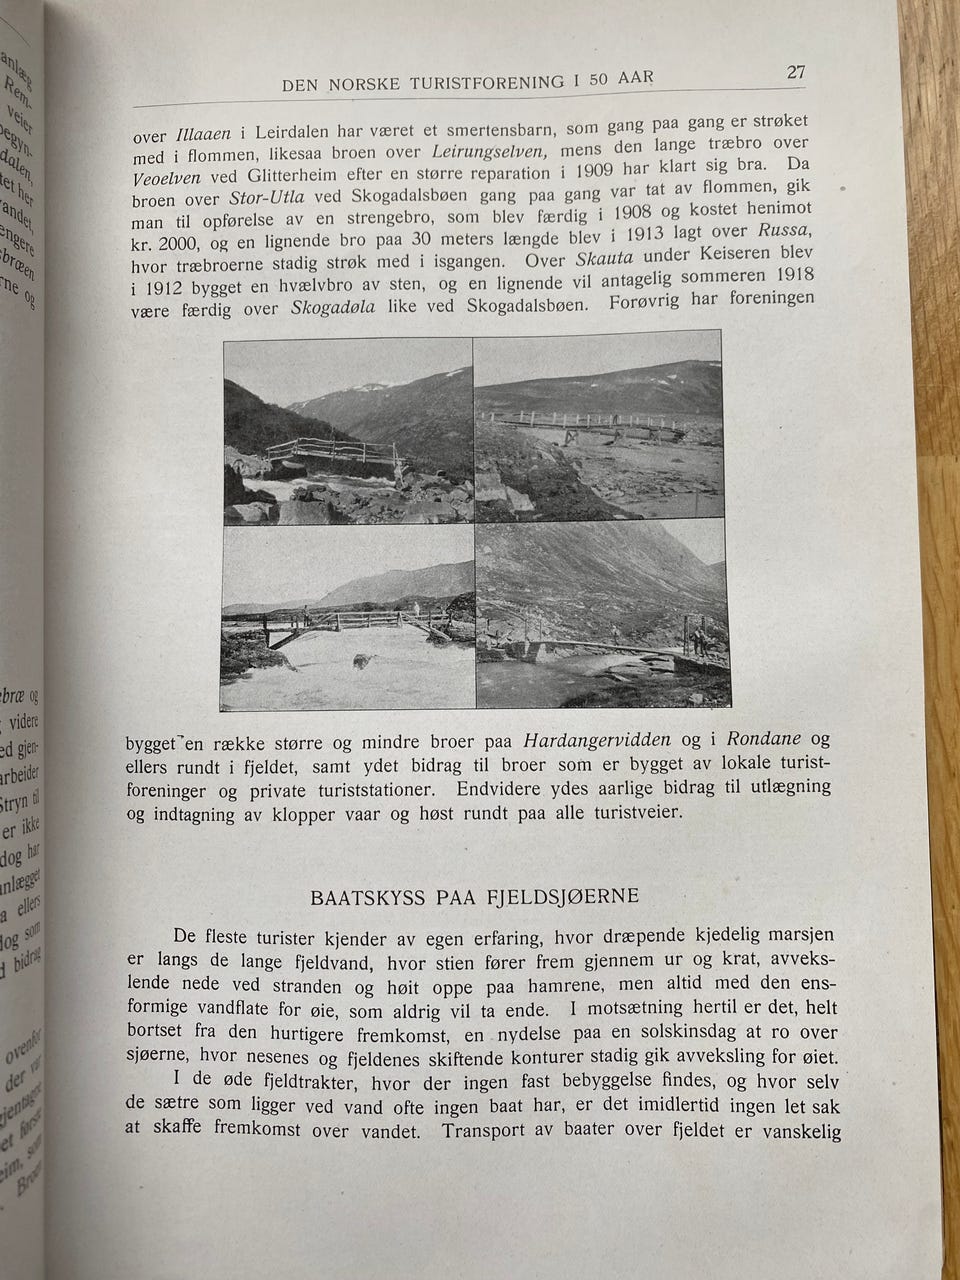 DEN NORSKE TURISTFORENING I 50 AAR 27
over Illaaen i Leirdalen har været et smertensbarn, som gang paa gang er strøket
med i flommen, likesaa broen over Leirungselven, mens den lange træbro over
Veoelven ved Glitterheim efter en større reparation i 1909 har klart sig bra. Da
broen over Stor-Utla ved Skogadalsbøen gang paa gang var tat av flommen, gik
man til opførelse av en strengebro, som blev færdig i 1908 og kostet henimot
kr. 2000, og en lignende bro paa 30 meters længde blev i 1913 lagt over Russa,
hvor træbroerne stadig strøk med i isgangen. Over Skauta under Keiseren blev
i 1912 bygget en hvælvbro av sten, og en lignende vil antagelig sommeren 1918
være færdig over Skogadøla like ved Skogadalsbøen. Forøvrig har foreningen
bygget en række større og mindre broer paa Hardangervidden og i Rondane og
ellers rundt i fjeldet, samt ydet bidrag til broer som er bygget av lokale turist-
foreninger og private turiststationer. Endvidere ydes aarlige bidrag til utlægning
og indtagning av klopper vaar og høst rundt paa alle turistveier.
BAATSKYSS PAA FJELDSJØERNE
De fleste turister kjender av egen erfaring, hvor dræpende kjedelig marsjen
er langs de lange fjeldvand, hvor stien fører frem gjennem ur og krat, avveks-
lende nede ved stranden og høit oppe paa hamrene, men altid med den ens-
formige vandflate for øie, som aldrig vil ta ende. I motsætning hertil er det, helt
bortset fra den hurtigere fremkomst, en nydelse paa en solskinsdag at ro over
sjøerne, hvor nesenes og fjeldenes skiftende konturer stadig gik avveksling for øiet.
I de øde fjeldtrakter, hvor der ingen fast bebyggelse findes, og hvor selv
de sætre som ligger ved vand ofte ingen baat har, er det imidlertid ingen let sak
at skaffe fremkomst over vandet. Transport av baater over fjeldet er vanskelig